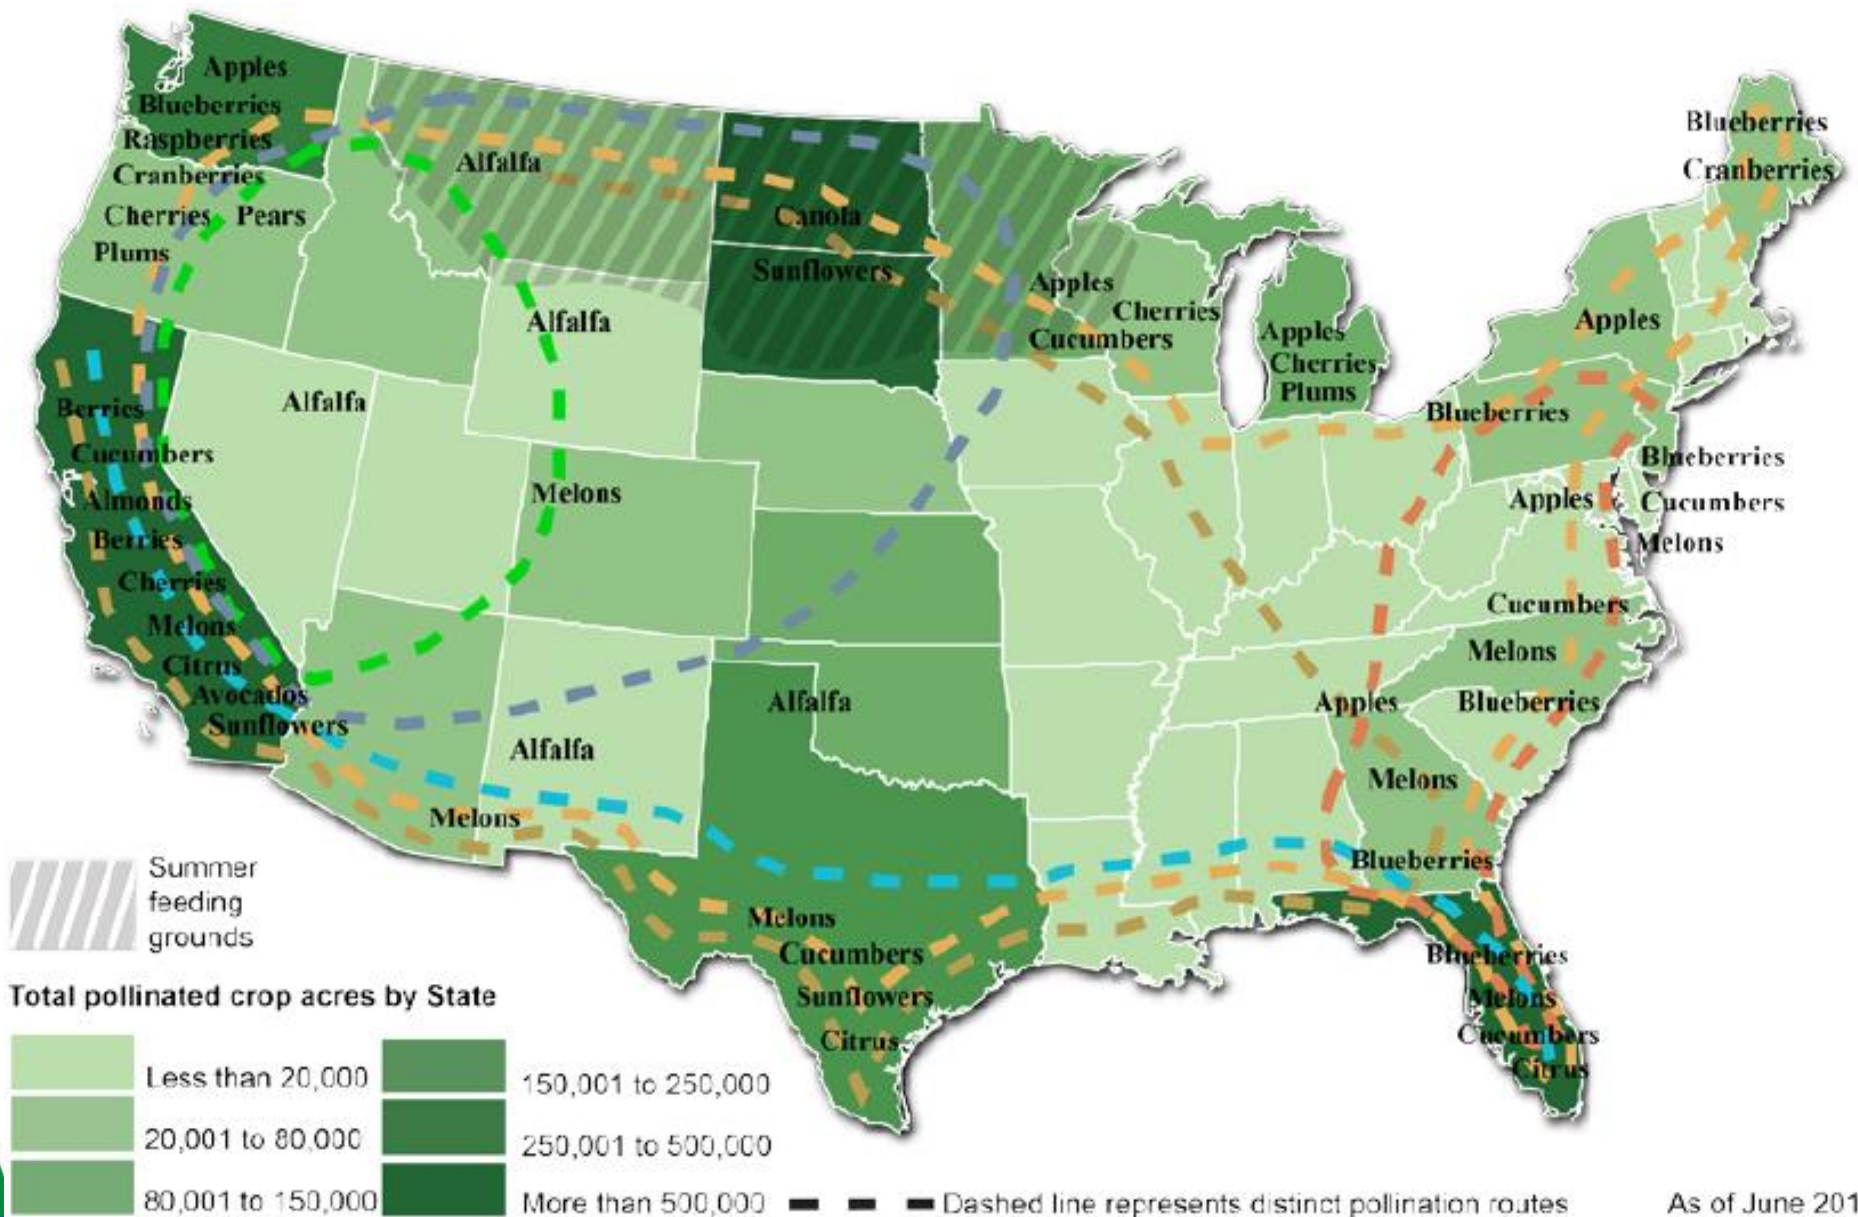 Apples
Blueberries
Raspberries
Cranberries
Cherries Pears
Plums
Alfalfa
Canola
Sunflowers
Alfalfa
Alfalfa
Melons
Berries
Cucumbers
Almonds
Berries
Cherries
Melons
Citrus
Avocados
Sunflowers
Alfalfa
Melons
Alfalfa
Melons
Cucumbers
Sunflowers
Citrus
Apples
Cherries
Cucumbers
Apples
Cherries
Plums
Blueberries
Cranberries
Apples
Blueberries
Blueberries
Apples
Cucumbers
Melons
Cucumbers
Melons
Apples
Blueberries
Melons
Blueberries
Blueberries
Melons
Cucumbers
Citrus
Summer
feeding
grounds
Total pollinated crop acres by State
Less than 20,000
20,001 to 80,000
80,001 to 150,000
150,001 to 250,000
250,001 to 500,000
More than 500,000
Dashed line represents distinct pollination routes
As of June 201